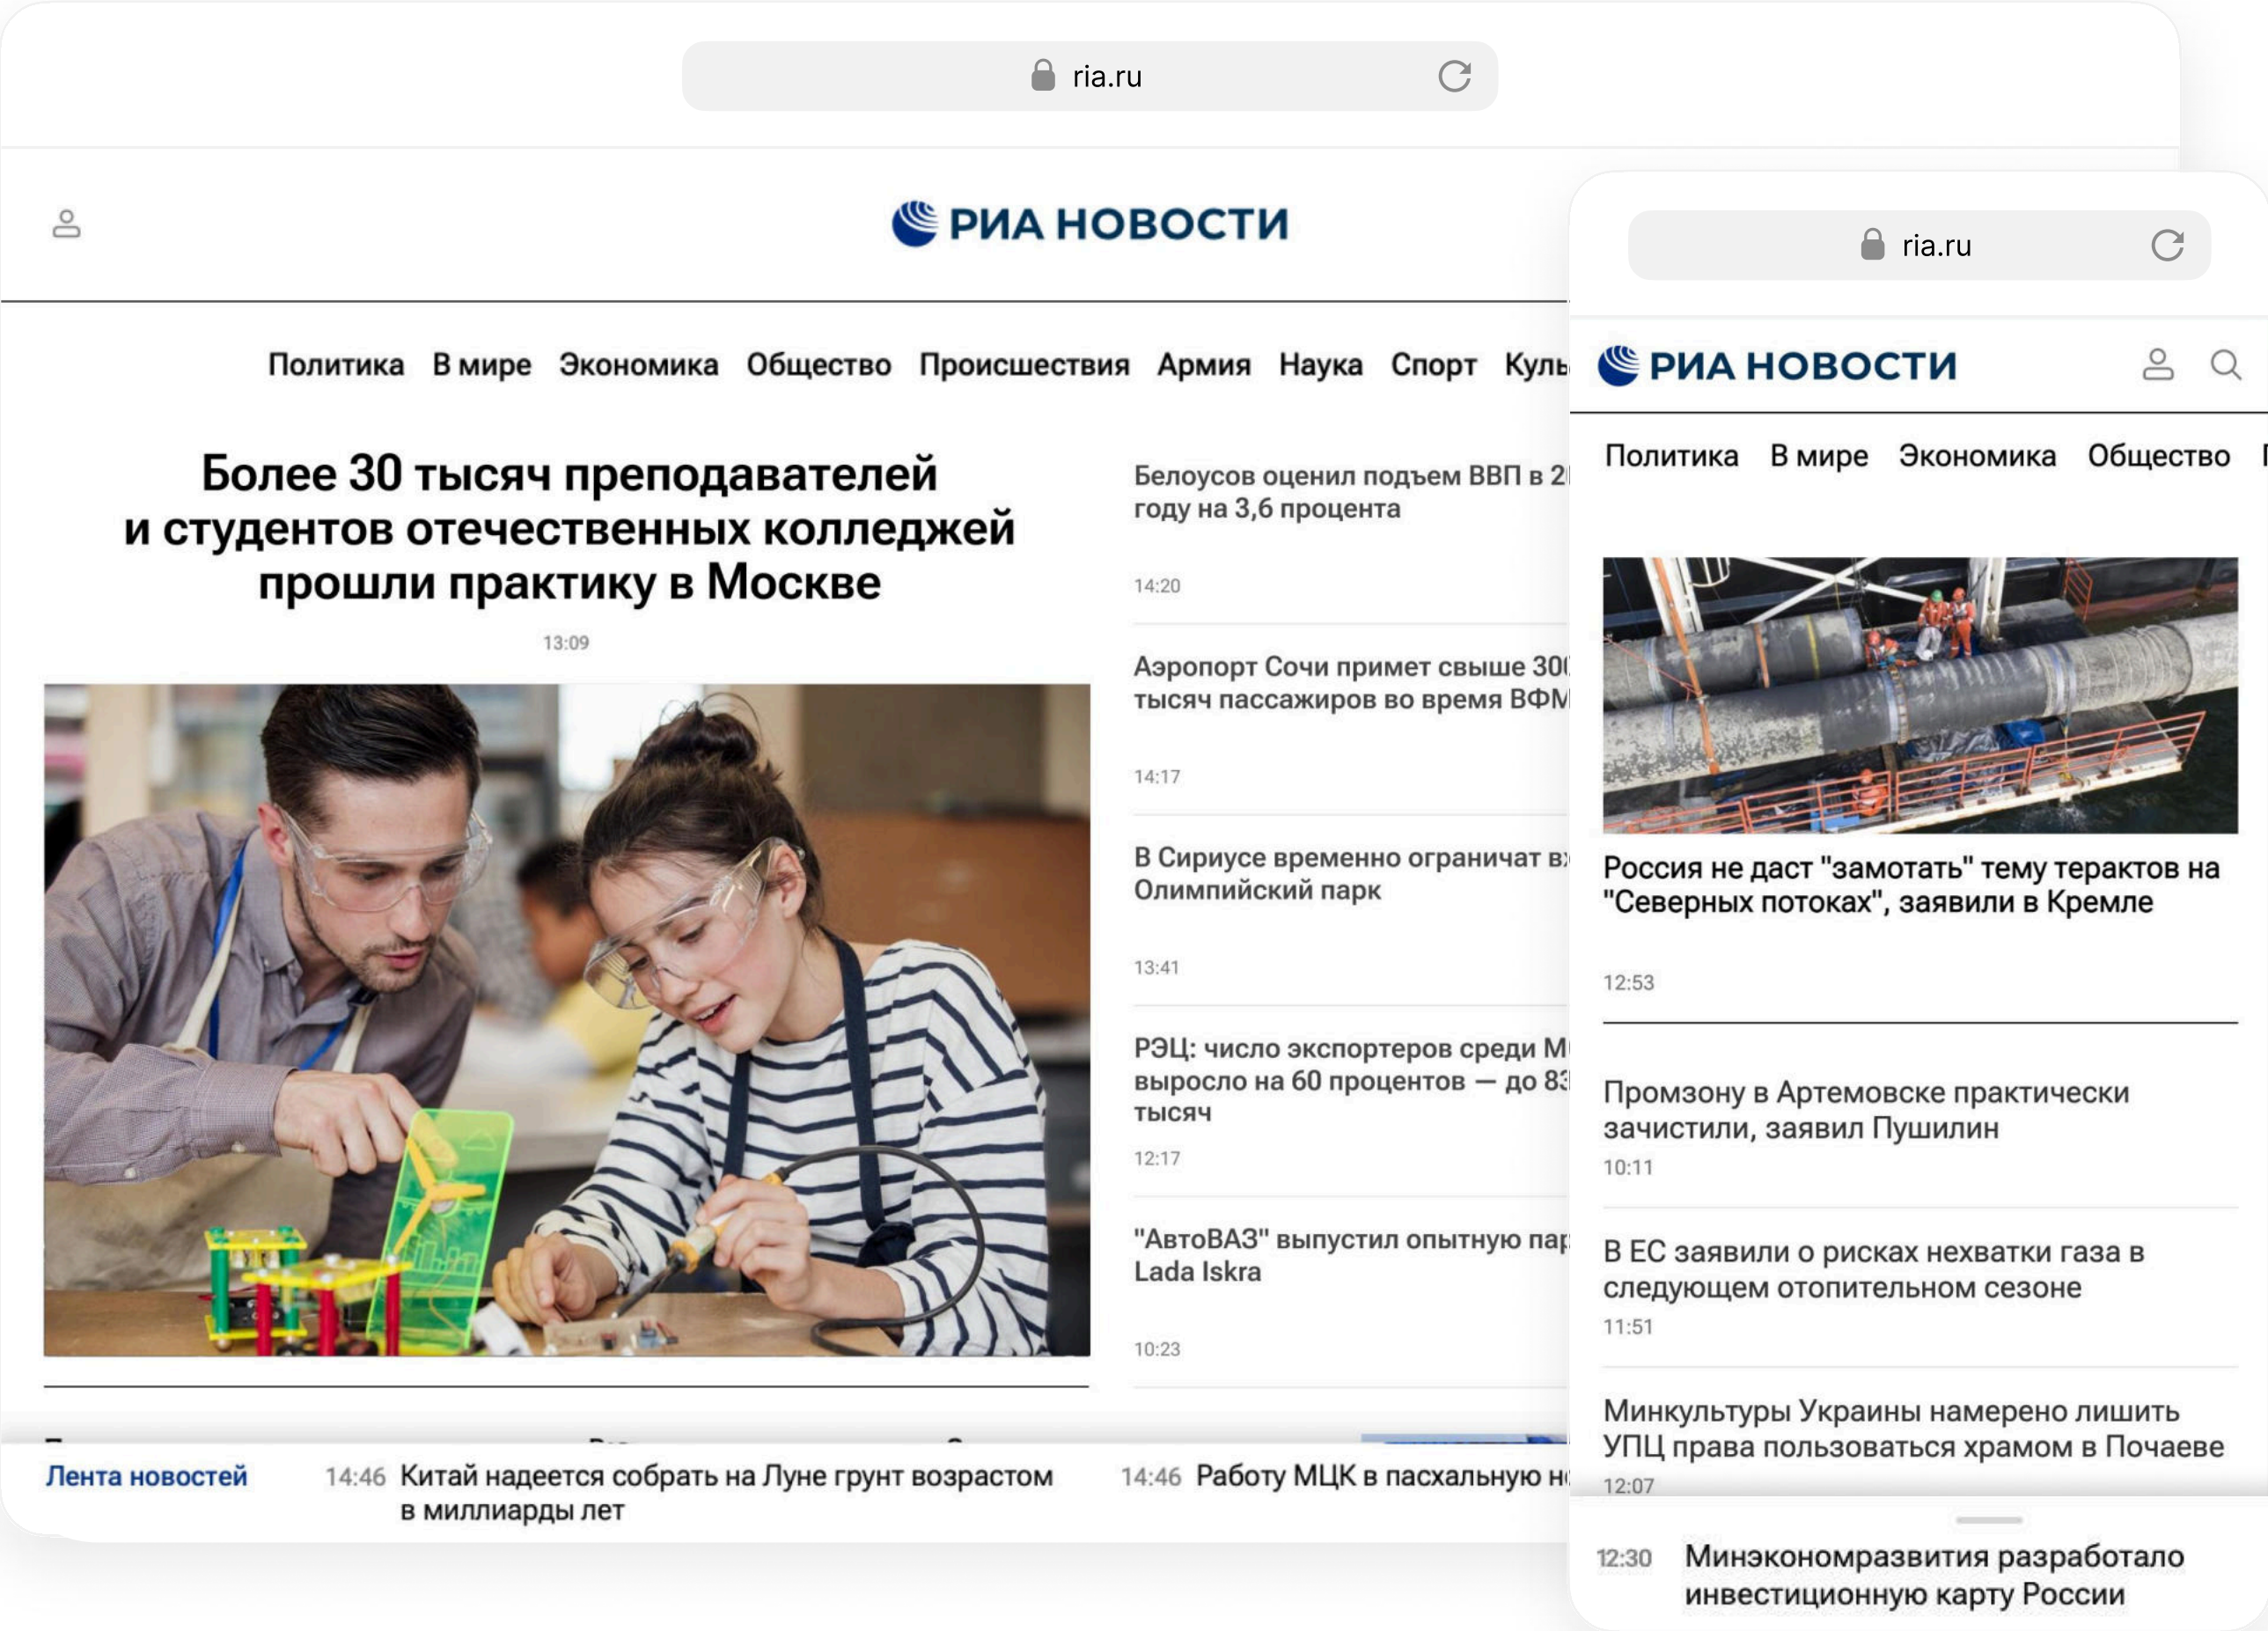 ria.ru
РИА НОВОСТИ
Политика В мире Экономика Общество Происшествия Армия Наука Спорт
Более 30 тысяч преподавателей
и студентов отечественных колледжей
прошли практику в Москве
13:09
Белоусов оценил подъем ВВП в
году на 3,6 процента
14:20
Аэропорт Сочи примет свыше
тысяч пассажиров во время
14:17
В Сириусе временно ограничат
Олимпийский парк
13:41
РЭЦ: число экспортеров среди
выросло на 60 процентов — до
тысяч
12:17
"АвтоВАЗ" выпустил опытную
Lada Iskra
10:23
Лента новостей
14:46 Китай надеется собрать на Луне грунт возрастом
в миллиарды лет
14:46 Работу МЦК в пасхальную
ria.ru
РИА НОВОСТИ
Политика В мире Экономика Общество
Россия не даст "замотать" тему терактов на
"Северных потоках", заявили в Кремле
12:53
Промзону в Артемовске практически
зачистили, заявил Пушилин
10:11
В ЕС заявили о рисках нехватки газа в
следующем отопительном сезоне
11:51
Минкультуры Украины намерено лишить
УПЦ права пользоваться храмом в Почаеве
12:07
12:30 Минэкономразвития разработало
инвестиционную карту России